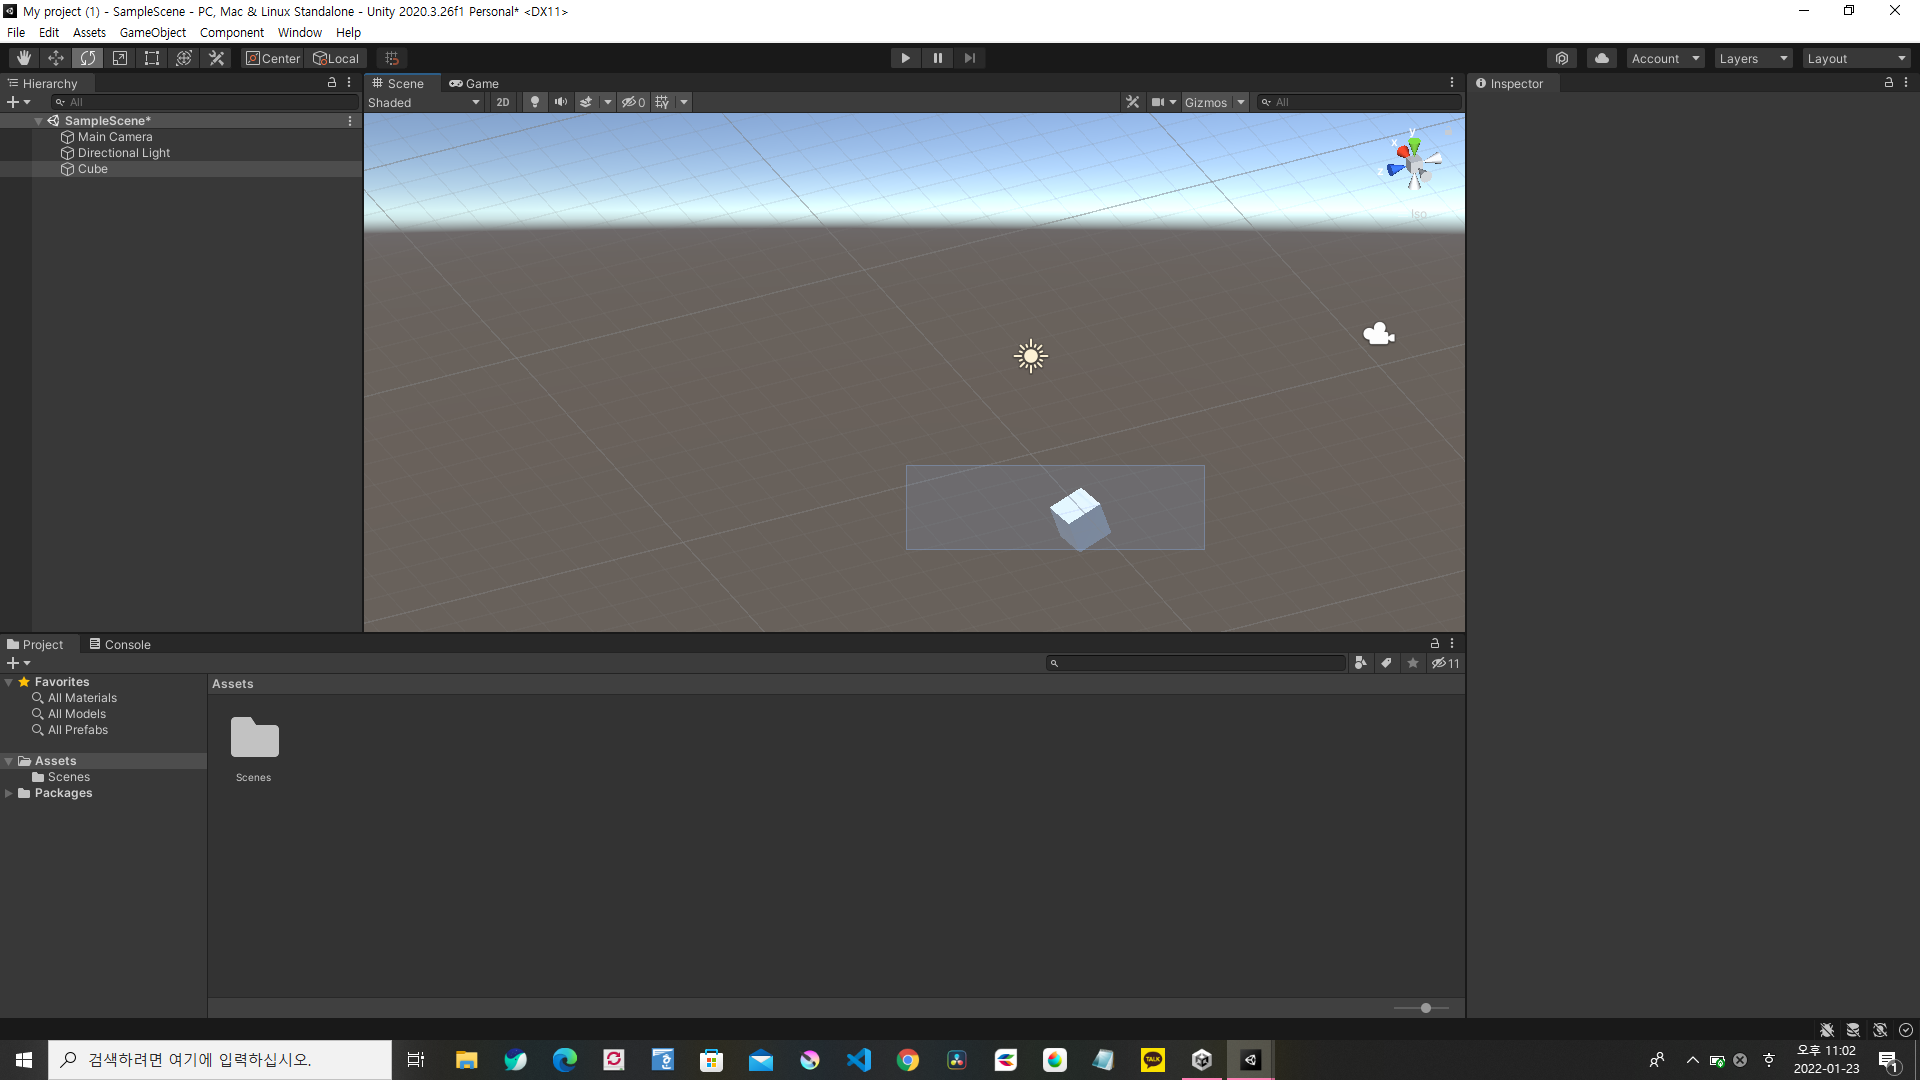 My project (1) - SampleScene - PC, Mac & Linux Standalone - Unity 2020.3.26f1 Personal* <DX11>
File Edit Assets GameObject Component Window Help
Center Local Account Layers Layout
Hierarchy Scene Game Inspector
All Shaded 2D 0 Gizmos All
SampleScene*
Main Camera
Directional Light
Cube
y
x
z
Iso
Project Console
11
Favorites
All Materials
All Models
All Prefabs
Assets
Scenes
Packages
Assets
Scenes
검색하려면 여기에 입력하십시오.
TALK
오후 11:02
2022-01-23
1